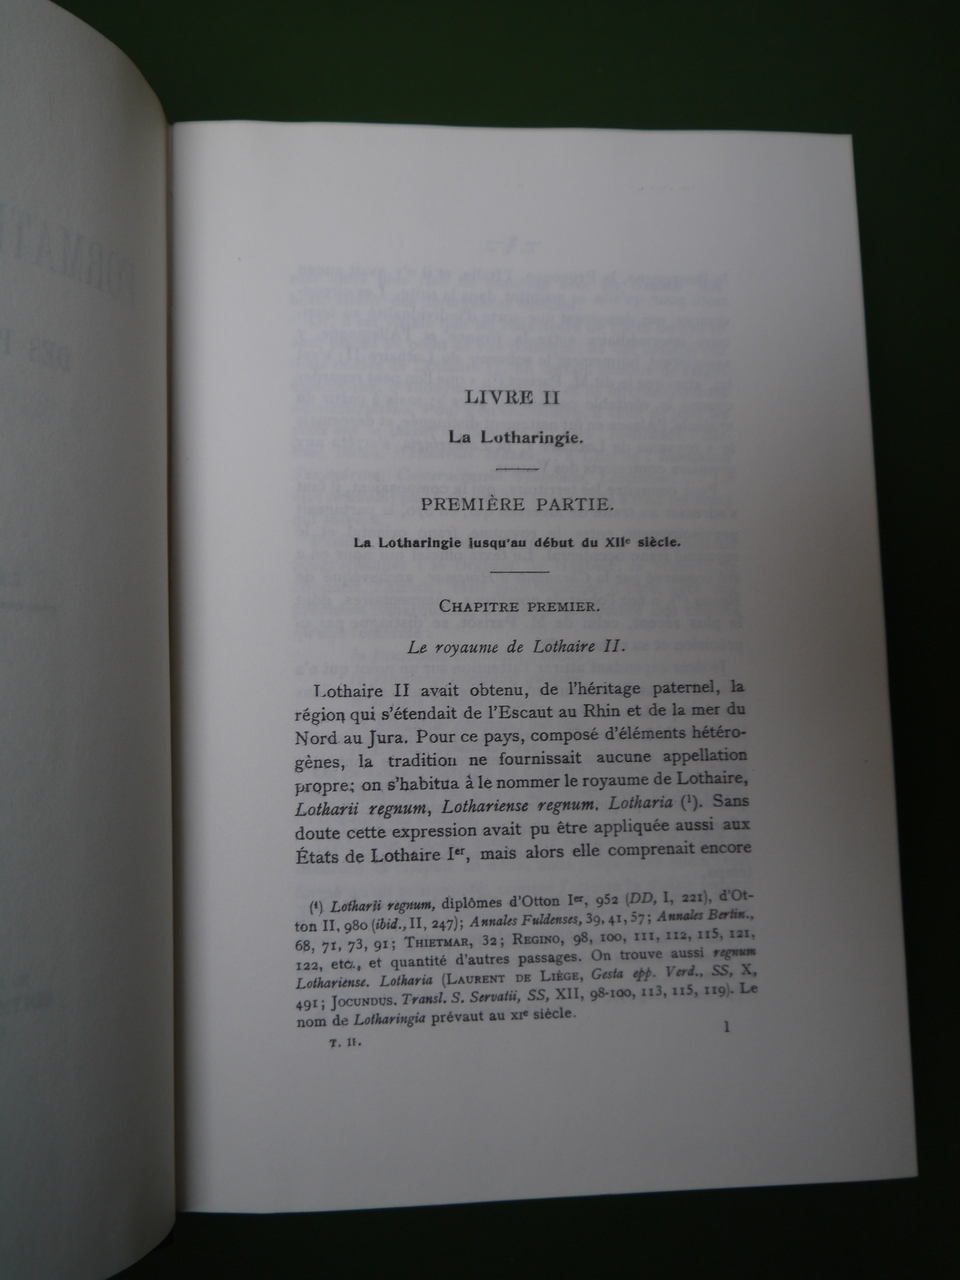 LIVRE II
La Lotharingie.
PREMIÈRE PARTIE.
La Lotharingie jusqu'au début du XIIe siècle.
CHAPITRE PREMIER.
Le royaume de Lothaire II.
Lothaire II avait obtenu, de l'héritage paternel, la
région qui s'étendait de l'Escaut au Rhin et de la mer du
Nord au Jura. Pour ce pays, composé d'éléments hétéro-
gènes, la tradition ne fournissait aucune appellation
propre; on s'habitua à le nommer le royaume de Lothaire,
Lotharii regnum, Lothariense regnum, Lotharia (1). Sans
doute cette expression avait pu être appliquée aussi aux
États de Lothaire Ier, mais alors elle comprenait encore
(1) Lotharii regnum, diplômes d'Otton Ier, 952 (DD, I, 221), d'Ot-
ton II, 980 (ibid., II, 247); Annales Fuldenses, 39, 41, 57; Annales Bertin.,
68, 71, 73, 91; THIETMAR, 32; REGINO, 98, 100, 111, 112, 115, 121,
122, etc., et quantité d'autres passages. On trouve aussi regnum
Lothariense. Lotharia (LAURENT DE LIÈGE, Gesta epp. Verd., SS, X,
491; JOCUNDUS, Transl. S. Servatii, SS, XII, 98-100, 113, 115, 119). Le
nom de Lotharingia prévaut au XIe siècle.
T. II.
1